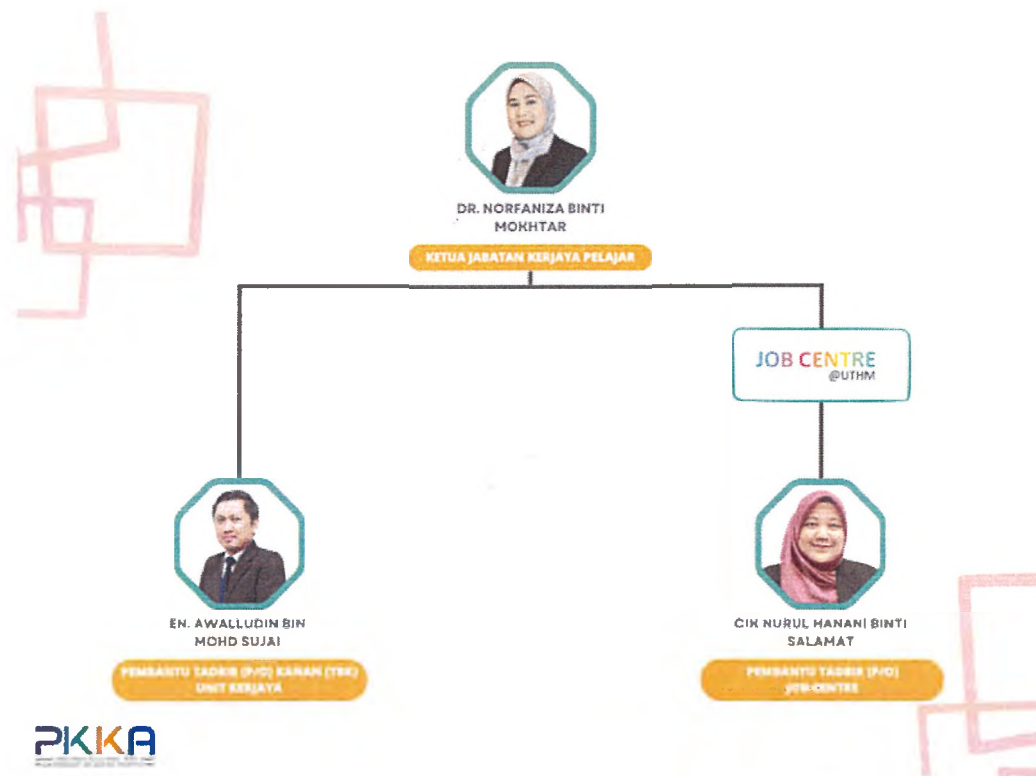 DR. NORFANIZA BINTI
MOKHTAR
KETUA JABATAN KERJAYA PELAJAR
JOB CENTRE
@UTHM
EN. AWALLUDIN BIN
MOHD SUJAI
PEMBANTU TADBIR (P/O) KANAN (TBK)
UNIT KERJAYA
CIK NURUL HANANI BINTI
SALAMAT
PEMBANTU TADBIR (P/O)
JOB CENTRE
PKKA